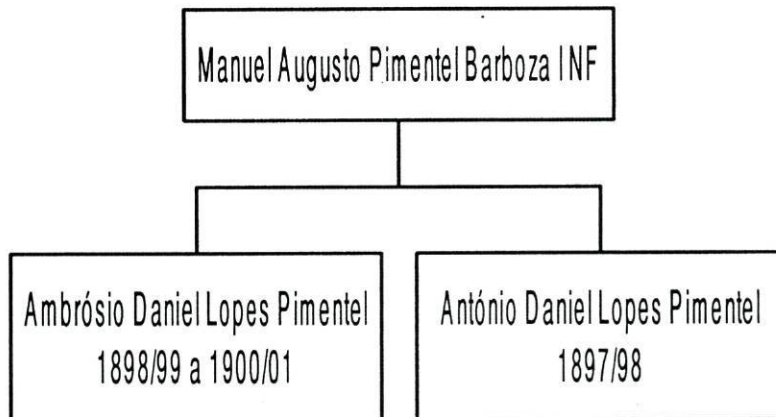 Manuel Augusto Pimentel Barboza INF
Ambrósio Daniel Lopes Pimentel
1898/99 a 1900/01
António Daniel Lopes Pimentel
1897/98